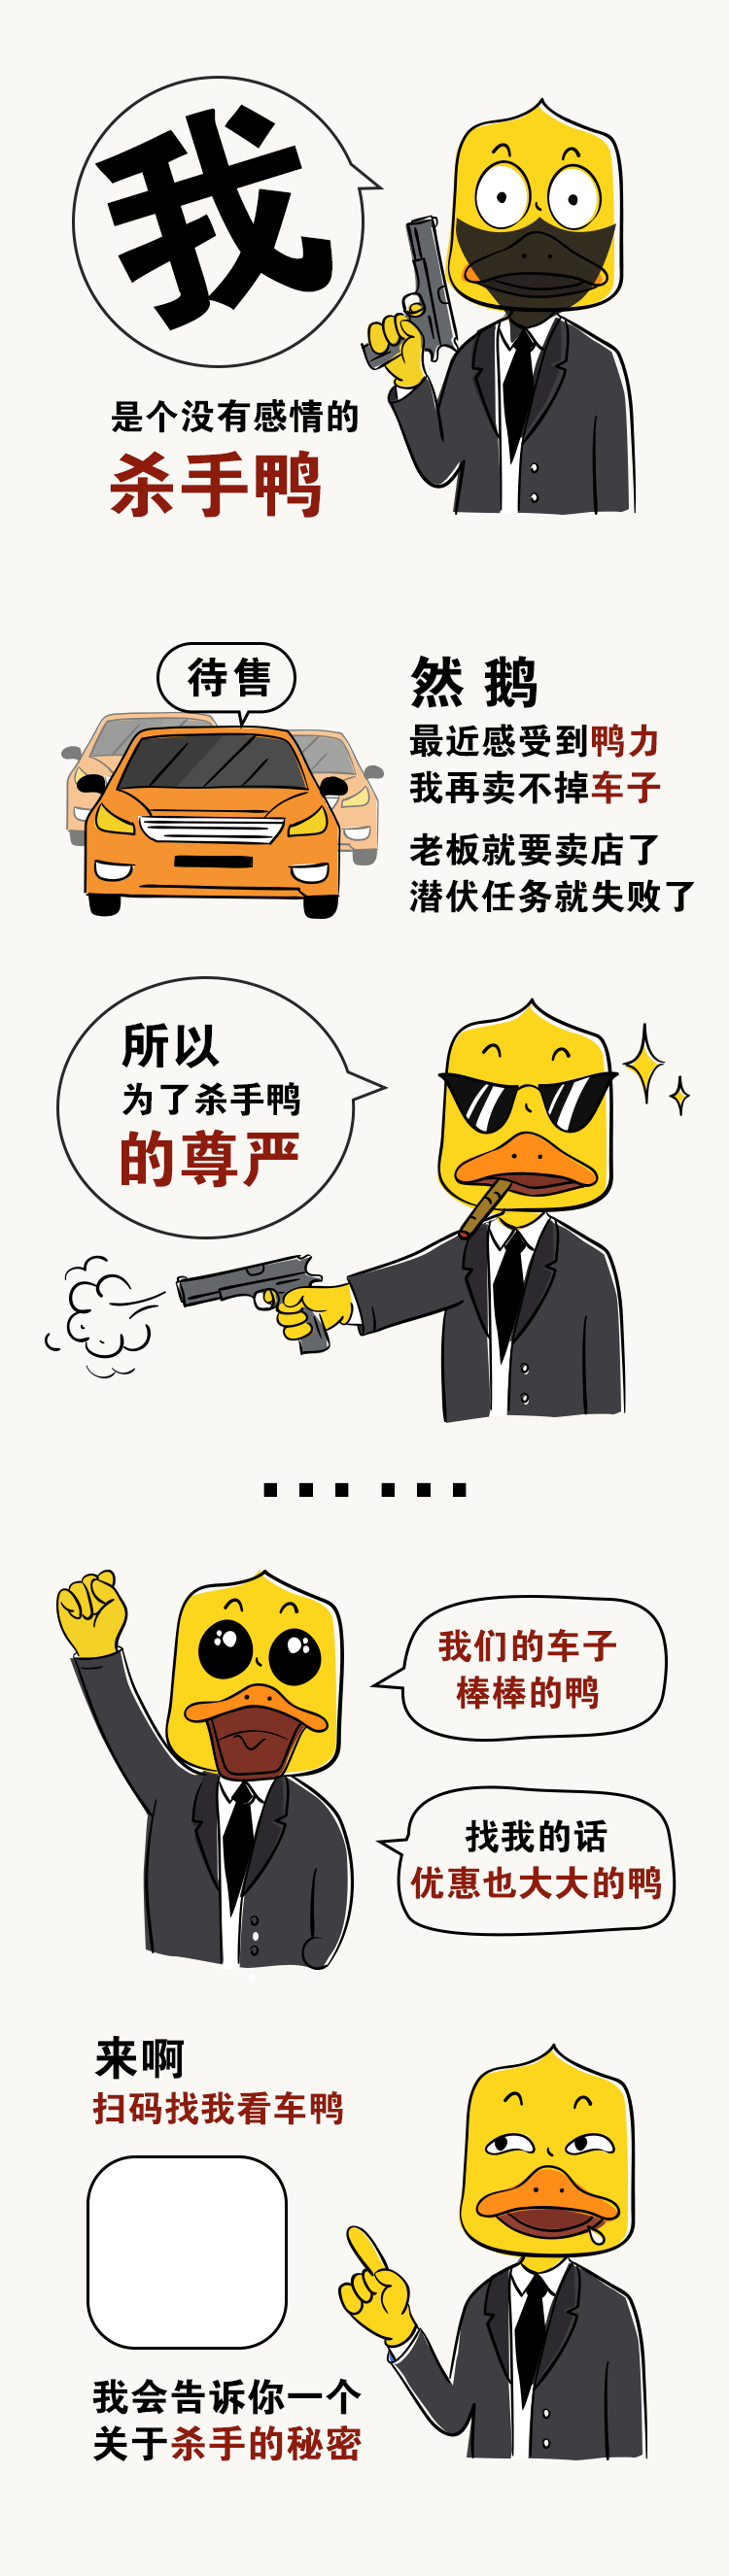 我
是个没有感情的
杀手鸭
待售
然 鹅
最近感受到鸭力
我再卖不掉车子
老板就要卖店了
潜伏任务就失败了
所以
为了杀手鸭
的尊严
······
我们的车子
棒棒的鸭
找我的话
优惠也大大的鸭
来啊
扫码找我看车鸭
我会告诉你一个
关于杀手的秘密